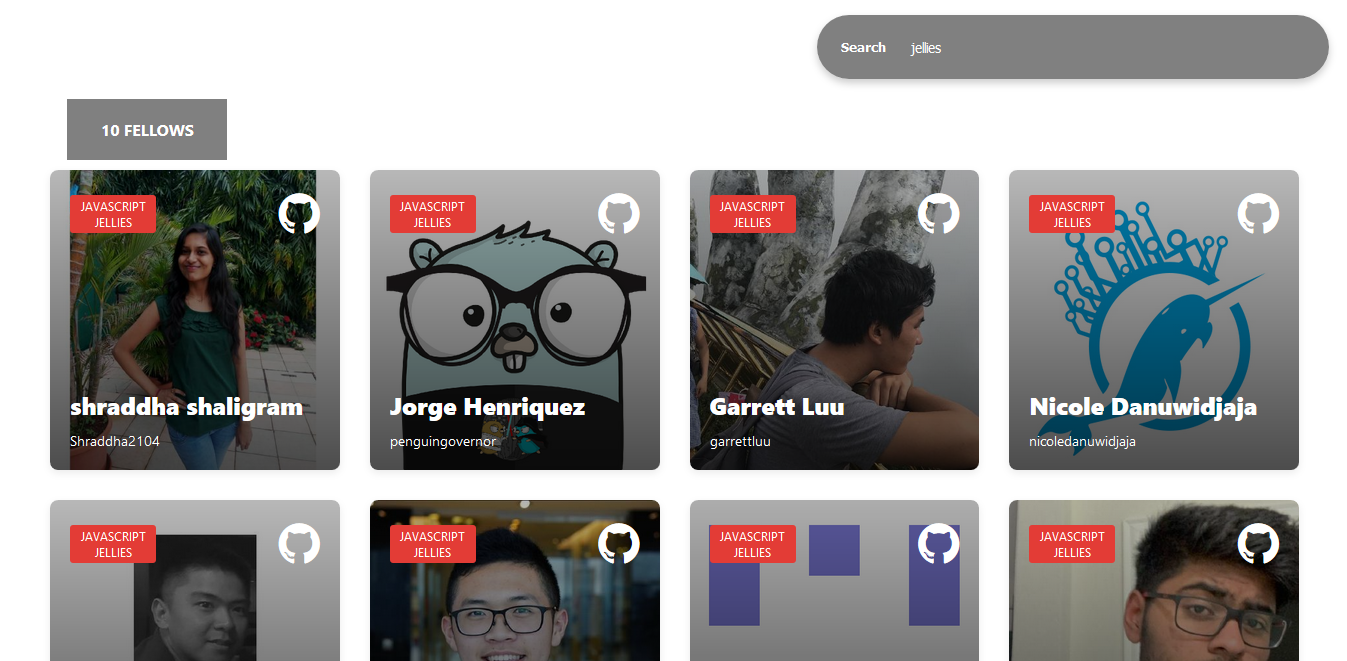 Search jellies
10 FELLOWS
JAVASCRIPT
JELLIES
shraddha shaligram
Shraddha2104
JAVASCRIPT
JELLIES
Jorge Henriquez
penguingovernor
JAVASCRIPT
JELLIES
Garrett Luu
garrettluu
JAVASCRIPT
JELLIES
Nicole Danuwidjaja
nicoledanuwidjaja
JAVASCRIPT
JELLIES
JAVASCRIPT
JELLIES
JAVASCRIPT
JELLIES
JAVASCRIPT
JELLIES